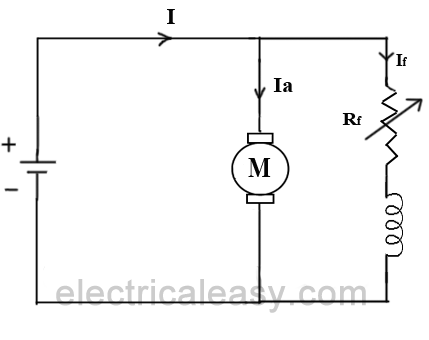 I
If
Ia
Rf
+
M
−
electricaleasy.com